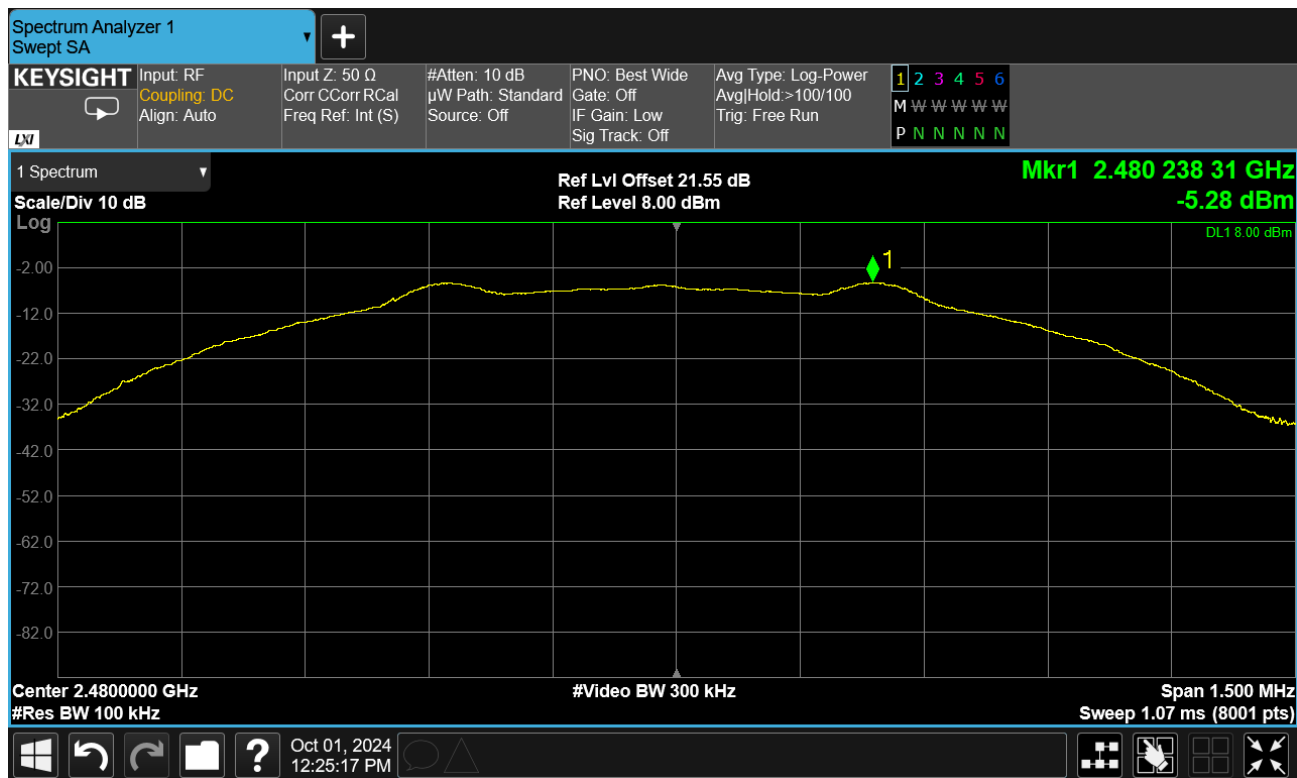 Spectrum Analyzer 1
Swept SA
KEYSIGHT
LXI
Input: RF
Coupling: DC
Align: Auto
Input Z: 50 Ω
Corr CCorr RCal
Freq Ref: Int (S)
#Atten: 10 dB
µW Path: Standard
Source: Off
PNO: Best Wide
Gate: Off
IF Gain: Low
Sig Track: Off
Avg Type: Log-Power
Avg|Hold:>100/100
Trig: Free Run
1 2 3 4 5 6
M W W W W W
P N N N N N
1 Spectrum
Scale/Div 10 dB
Log
Ref Lvl Offset 21.55 dB
Ref Level 8.00 dBm
Mkr1 2.480 238 31 GHz
-5.28 dBm
DL1 8.00 dBm
1
-2.00
-12.0
-22.0
-32.0
-42.0
-52.0
-62.0
-72.0
-82.0
Center 2.4800000 GHz
#Res BW 100 kHz
#Video BW 300 kHz
Span 1.500 MHz
Sweep 1.07 ms (8001 pts)
?
Oct 01, 2024
12:25:17 PM